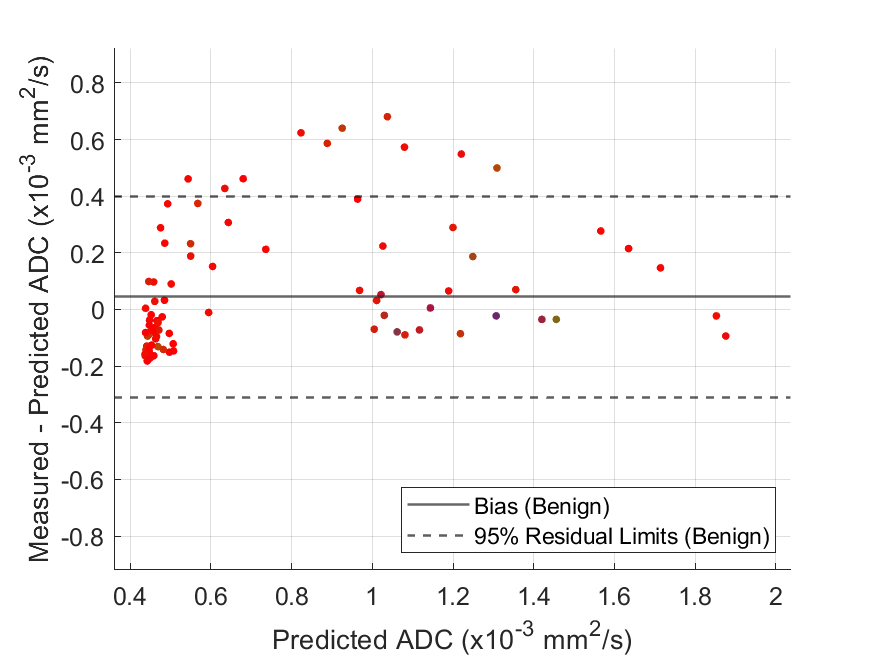 Measured - Predicted ADC (x10⁻³ mm²/s)
0.8
0.6
0.4
0.2
0
-0.2
-0.4
-0.6
-0.8
Bias (Benign)
95% Residual Limits (Benign)
0.4 0.6 0.8 1 1.2 1.4 1.6 1.8 2
Predicted ADC (x10⁻³ mm²/s)